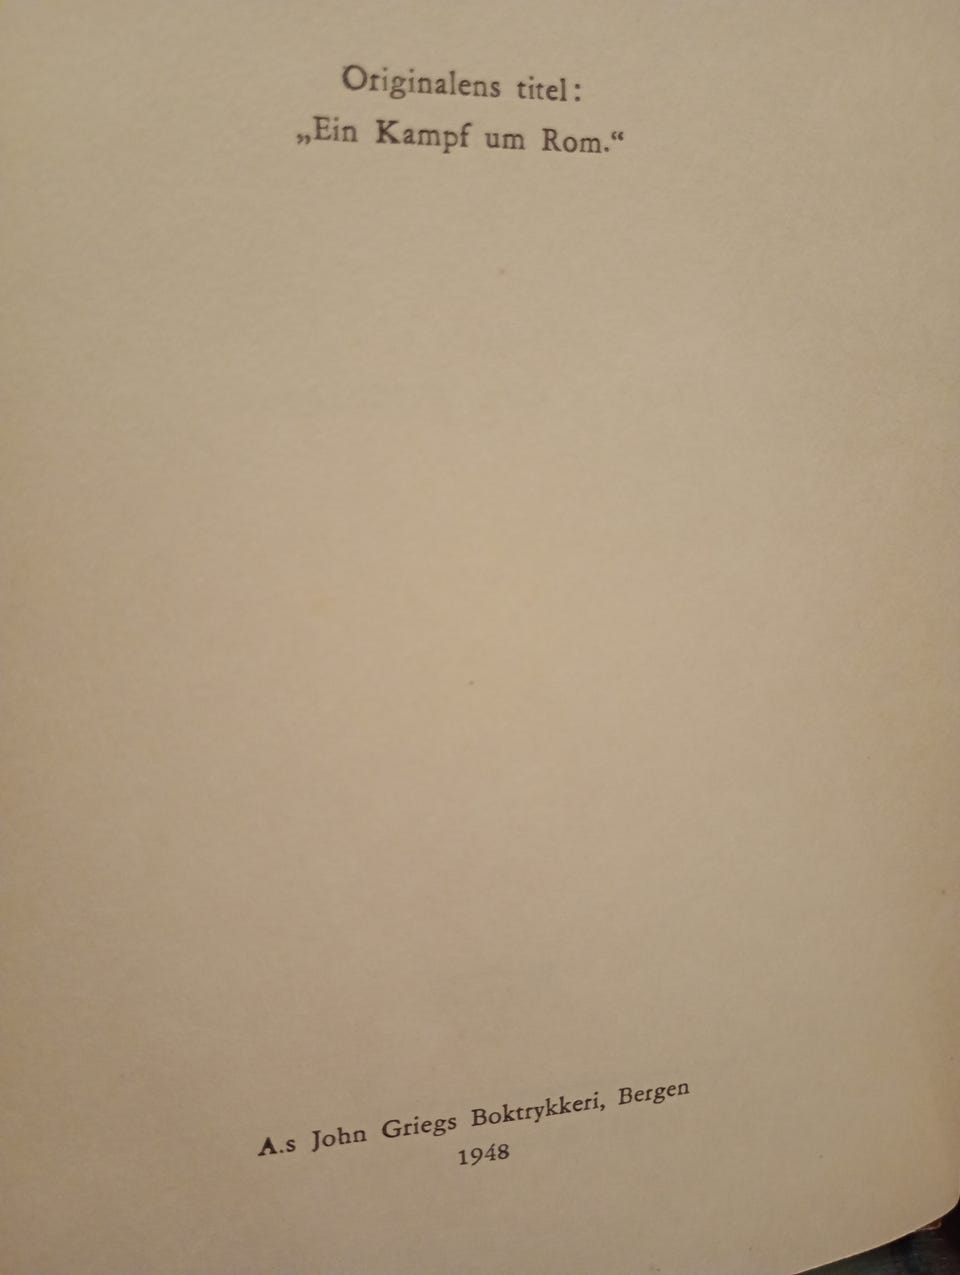 Originalens titel:
„Ein Kampf um Rom.“
A.s John Griegs Boktrykkeri, Bergen
1948